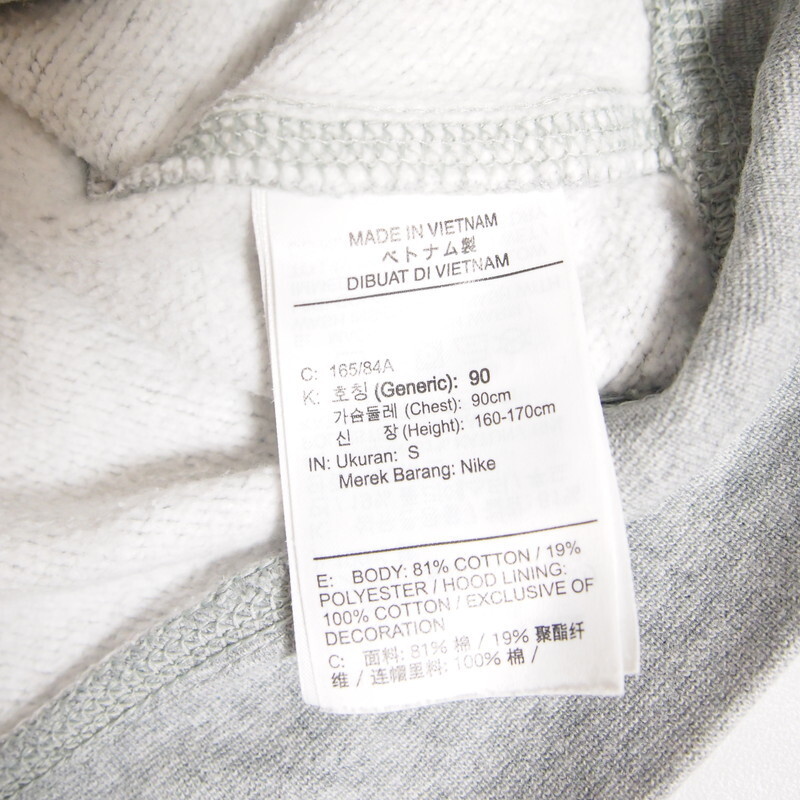 MADE IN VIETNAM
ベトナム製
DIBUAT DI VIETNAM
C: 165/84A
K: 호칭 (Generic): 90
가슴둘레 (Chest): 90cm
신 장 (Height): 160-170cm
IN: Ukuran: S
Merek Barang: Nike
E: BODY: 81% COTTON / 19%
POLYESTER / HOOD LINING:
100% COTTON / EXCLUSIVE OF
DECORATION
C: 面料: 81% 棉 / 19% 聚酯纤
维 / 连帽里料: 100% 棉 /